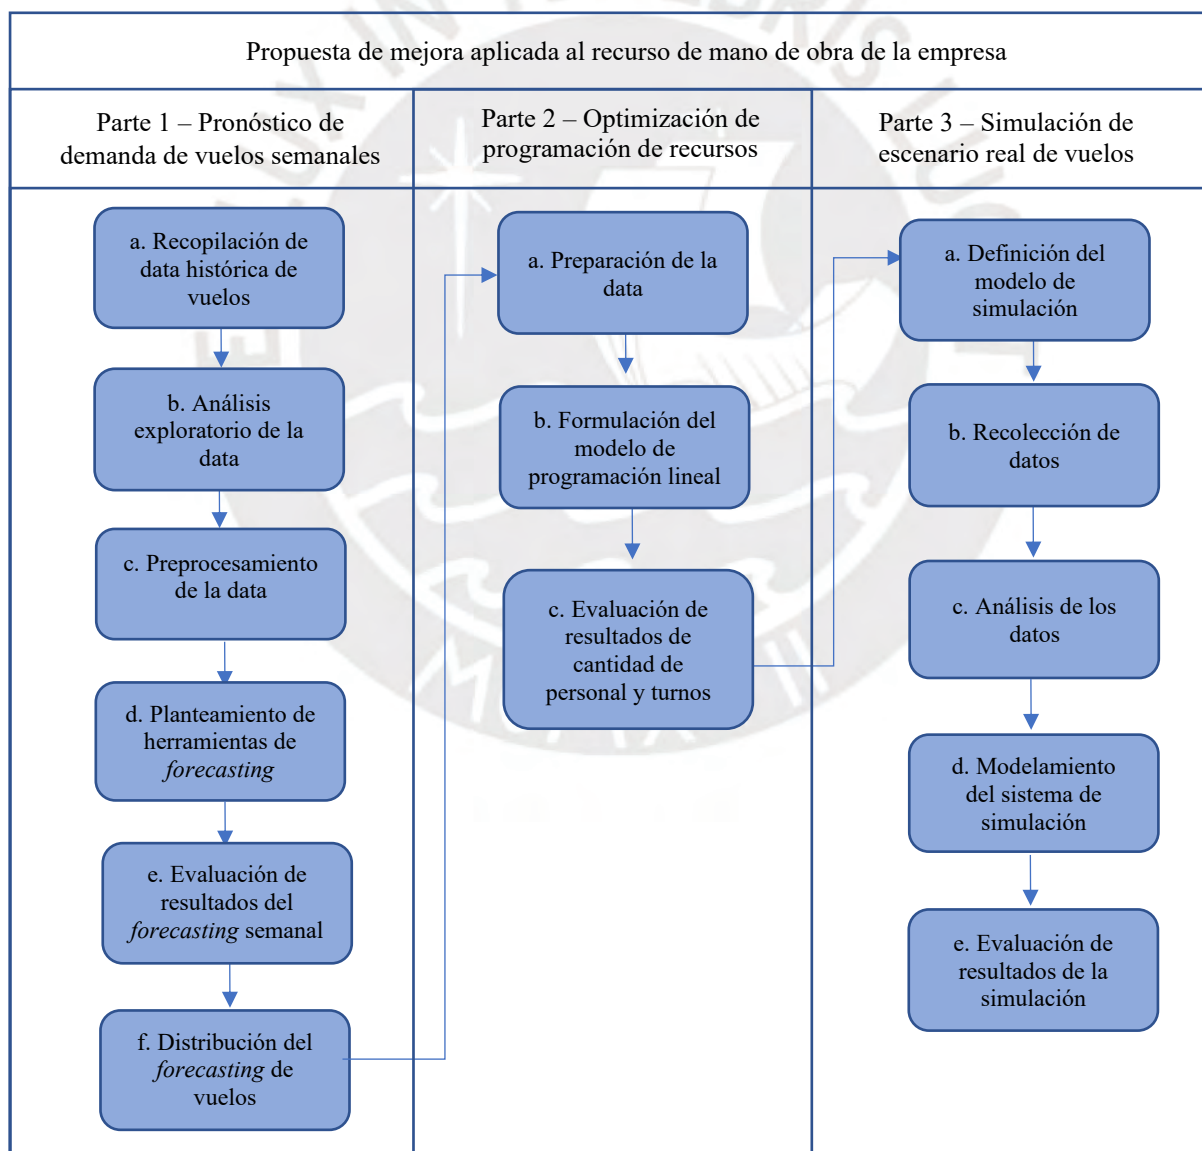 Propuesta de mejora aplicada al recurso de mano de obra de la empresa
Parte 1 – Pronóstico de
demanda de vuelos semanales
a. Recopilación de
data histórica de
vuelos
b. Análisis
exploratorio de la
data
c. Preprocesamiento
de la data
d. Planteamiento de
herramientas de
forecasting
e. Evaluación de
resultados del
forecasting semanal
f. Distribución del
forecasting de
vuelos
Parte 2 – Optimización de
programación de recursos
a. Preparación de la
data
b. Formulación del
modelo de
programación lineal
c. Evaluación de
resultados de
cantidad de
personal y turnos
Parte 3 – Simulación de
escenario real de vuelos
a. Definición del
modelo de
simulación
b. Recolección de
datos
c. Análisis de los
datos
d. Modelamiento
del sistema de
simulación
e. Evaluación de
resultados de la
simulación